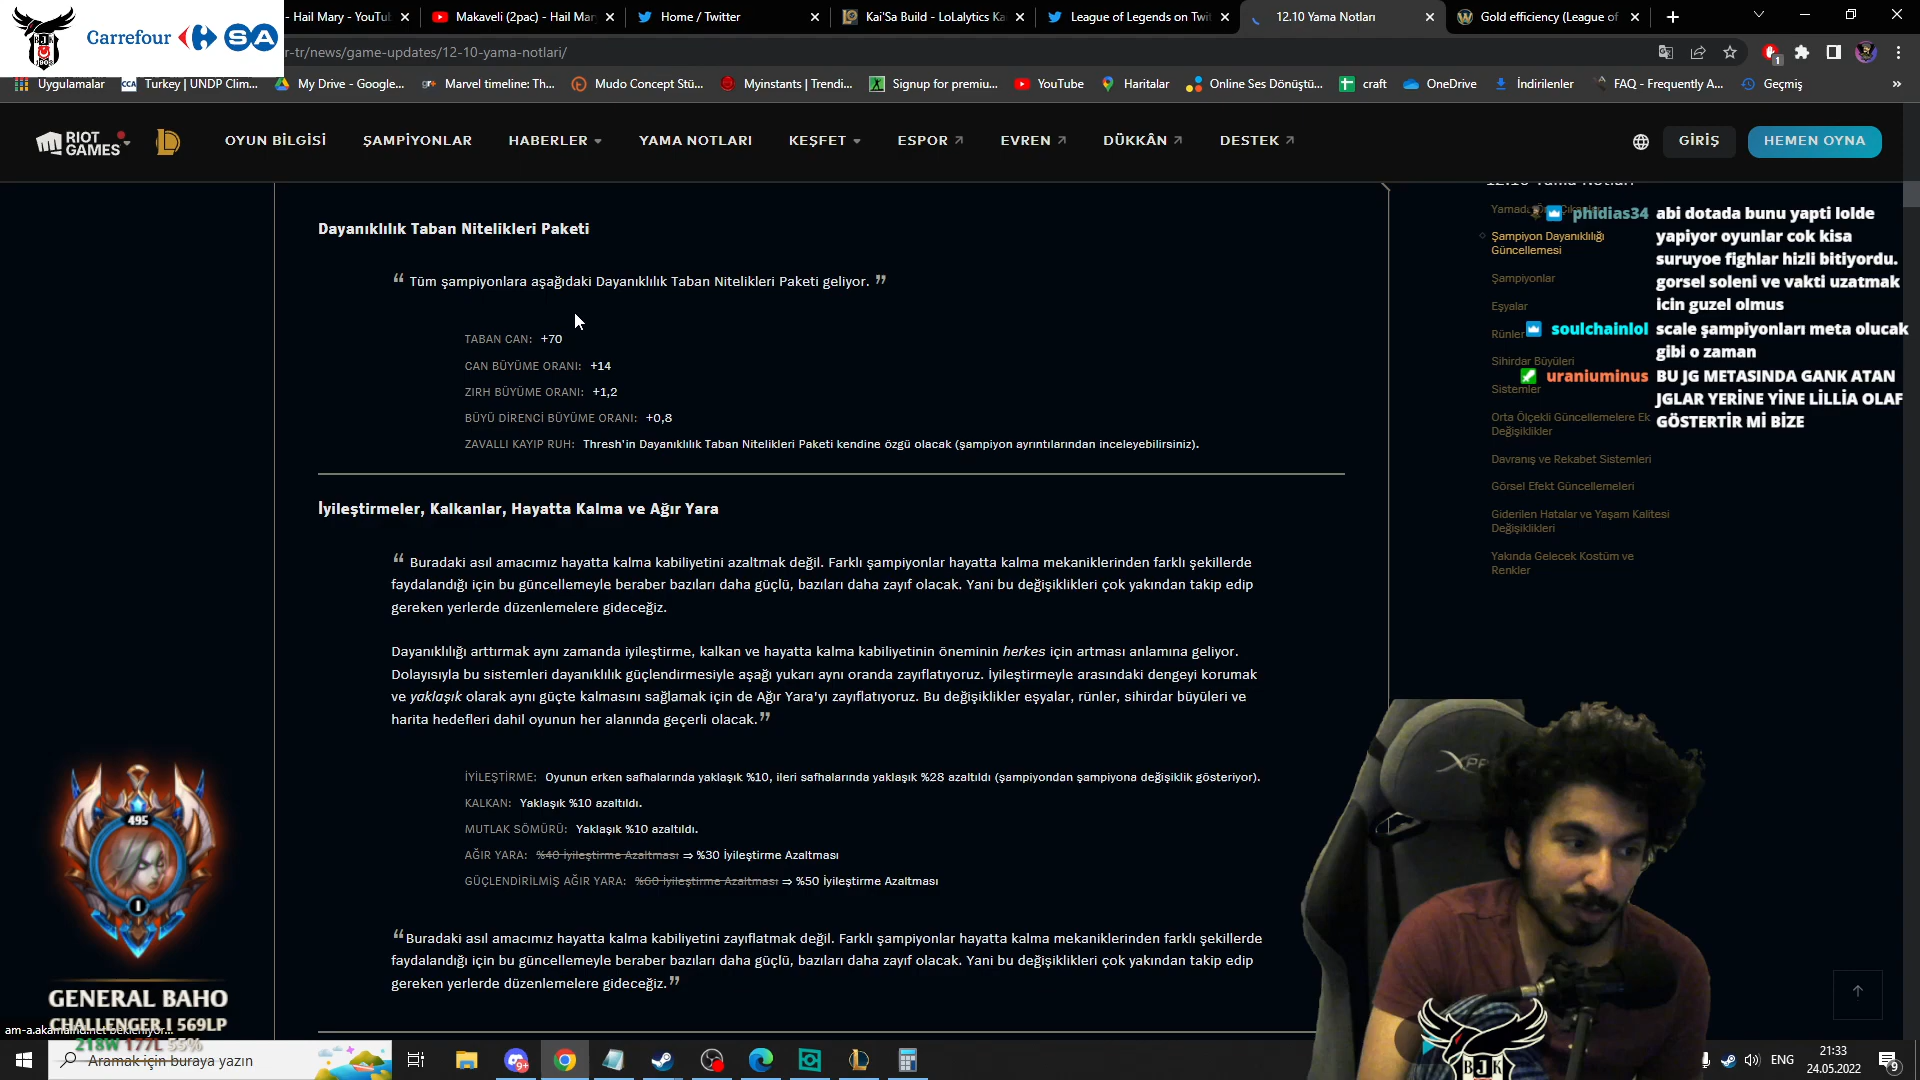 Carrefour SA
BJK
1903
- Hail Mary - YouTu
Makaveli (2pac) - Hail Mar
Home / Twitter
Kai'Sa Build - LoLalytics Ka
League of Legends on Twit
12.10 Yama Notları
Gold efficiency (League of
r-tr/news/game-updates/12-10-yama-notlari/
Uygulamalar
Turkey | UNDP Clim...
My Drive - Google...
Marvel timeline: Th...
Mudo Concept Stü...
Myinstants | Trendi...
Signup for premiu...
YouTube
Haritalar
Online Ses Dönüştü...
craft
OneDrive
İndirilenler
FAQ - Frequently A...
Geçmiş
»
RIOT GAMES
OYUN BİLGİSİ
ŞAMPİYONLAR
HABERLER
YAMA NOTLARI
KEŞFET
ESPOR
EVREN
DÜKKÂN
DESTEK
GİRİŞ
HEMEN OYNA
Dayanıklılık Taban Nitelikleri Paketi
“ Tüm şampiyonlara aşağıdaki Dayanıklılık Taban Nitelikleri Paketi geliyor. ”
TABAN CAN: +70
CAN BÜYÜME ORANI: +14
ZIRH BÜYÜME ORANI: +1,2
BÜYÜ DİRENCİ BÜYÜME ORANI: +0,8
ZAVALLI KAYIP RUH: Thresh'in Dayanıklılık Taban Nitelikleri Paketi kendine özgü olacak (şampiyon ayrıntılarından inceleyebilirsiniz).
İyileştirmeler, Kalkanlar, Hayatta Kalma ve Ağır Yara
“ Buradaki asıl amacımız hayatta kalma kabiliyetini azaltmak değil. Farklı şampiyonlar hayatta kalma mekaniklerinden farklı şekillerde
faydalandığı için bu güncellemeyle beraber bazıları daha güçlü, bazıları daha zayıf olacak. Yani bu değişiklikleri çok yakından takip edip
gereken yerlerde düzenlemelere gideceğiz.
Dayanıklılığı arttırmak aynı zamanda iyileştirme, kalkan ve hayatta kalma kabiliyetinin öneminin herkes için artması anlamına geliyor.
Dolayısıyla bu sistemleri dayanıklılık güçlendirmesiyle aşağı yukarı aynı oranda zayıflatıyoruz. İyileştirmeyle arasındaki dengeyi korumak
ve yaklaşık olarak aynı güçte kalmasını sağlamak için de Ağır Yara'yı zayıflatıyoruz. Bu değişiklikler eşyalar, rünler, sihirdar büyüleri ve
harita hedefleri dahil oyunun her alanında geçerli olacak.”
İYİLEŞTİRME: Oyunun erken safhalarında yaklaşık %10, ileri safhalarında yaklaşık %28 azaltıldı (şampiyondan şampiyona değişiklik gösteriyor).
KALKAN: Yaklaşık %10 azaltıldı.
MUTLAK SÖMÜRÜ: Yaklaşık %10 azaltıldı.
AĞIR YARA: %40 İyileştirme Azaltması ⇒ %30 İyileştirme Azaltması
GÜÇLENDİRİLMİŞ AĞIR YARA: %60 İyileştirme Azaltması ⇒ %50 İyileştirme Azaltması
“Buradaki asıl amacımız hayatta kalma kabiliyetini zayıflatmak değil. Farklı şampiyonlar hayatta kalma mekaniklerinden farklı şekillerde
faydalandığı için bu güncellemeyle beraber bazıları daha güçlü, bazıları daha zayıf olacak. Yani bu değişiklikleri çok yakından takip edip
gereken yerlerde düzenlemelere gideceğiz.”
12.10 Yama Notları
Şampiyon Dayanıklılığı
Güncellemesi
Şampiyonlar
Eşyalar
Rünler
Sihirdar Büyüleri
Sistemler
Orta Ölçekli Güncellemelere Ek
Değişiklikler
Davranış ve Rekabet Sistemleri
Görsel Efekt Güncellemeleri
Giderilen Hatalar ve Yaşam Kalitesi
Değişiklikleri
Yakında Gelecek Kostüm ve
Renkler
phidias34 abi dotada bunu yapti lolde
yapiyor oyunlar cok kisa
suruyoe fighlar hizli bitiyordu.
gorsel soleni ve vakti uzatmak
icin guzel olmus
soulchainlol scale şampiyonları meta olucak
gibi o zaman
uraniuminus BU JG METASINDA GANK ATAN
JGLAR YERİNE YİNE LİLLİA OLAF
GÖSTERTİR Mİ BİZE
495
I
GENERAL BAHO
CHALLENGER I 569LP
218W 177L 55%
Aramak için buraya yazın
BJK
ENG
21:33
24.05.2022
9